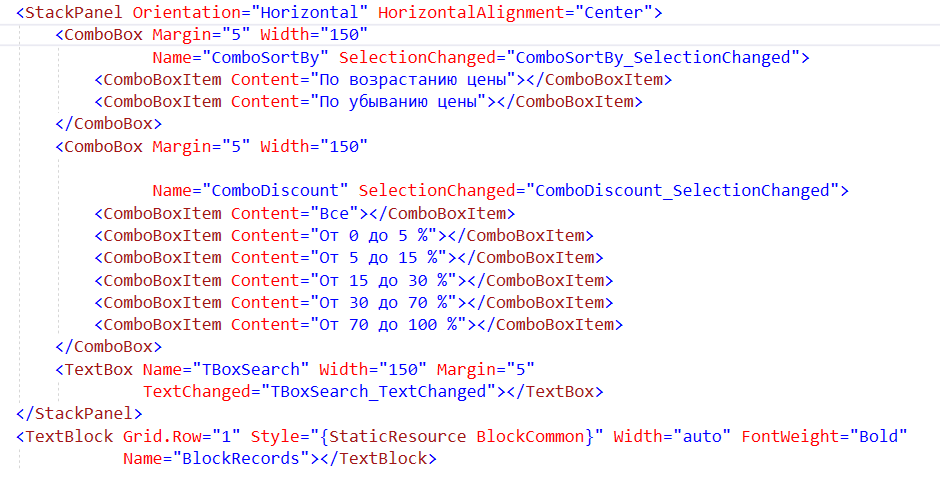 <StackPanel Orientation="Horizontal" HorizontalAlignment="Center">
<ComboBox Margin="5" Width="150"
Name="ComboSortBy" SelectionChanged="ComboSortBy_SelectionChanged">
<ComboBoxItem Content="По возрастанию цены"></ComboBoxItem>
<ComboBoxItem Content="По убыванию цены"></ComboBoxItem>
</ComboBox>
<ComboBox Margin="5" Width="150"
Name="ComboDiscount" SelectionChanged="ComboDiscount_SelectionChanged">
<ComboBoxItem Content="Все"></ComboBoxItem>
<ComboBoxItem Content="От 0 до 5 %"></ComboBoxItem>
<ComboBoxItem Content="От 5 до 15 %"></ComboBoxItem>
<ComboBoxItem Content="От 15 до 30 %"></ComboBoxItem>
<ComboBoxItem Content="От 30 до 70 %"></ComboBoxItem>
<ComboBoxItem Content="От 70 до 100 %"></ComboBoxItem>
</ComboBox>
<TextBox Name="TBoxSearch" Width="150" Margin="5"
TextChanged="TBoxSearch_TextChanged"></TextBox>
</StackPanel>
<TextBlock Grid.Row="1" Style="{StaticResource BlockCommon}" Width="auto" FontWeight="Bold"
Name="BlockRecords"></TextBlock>